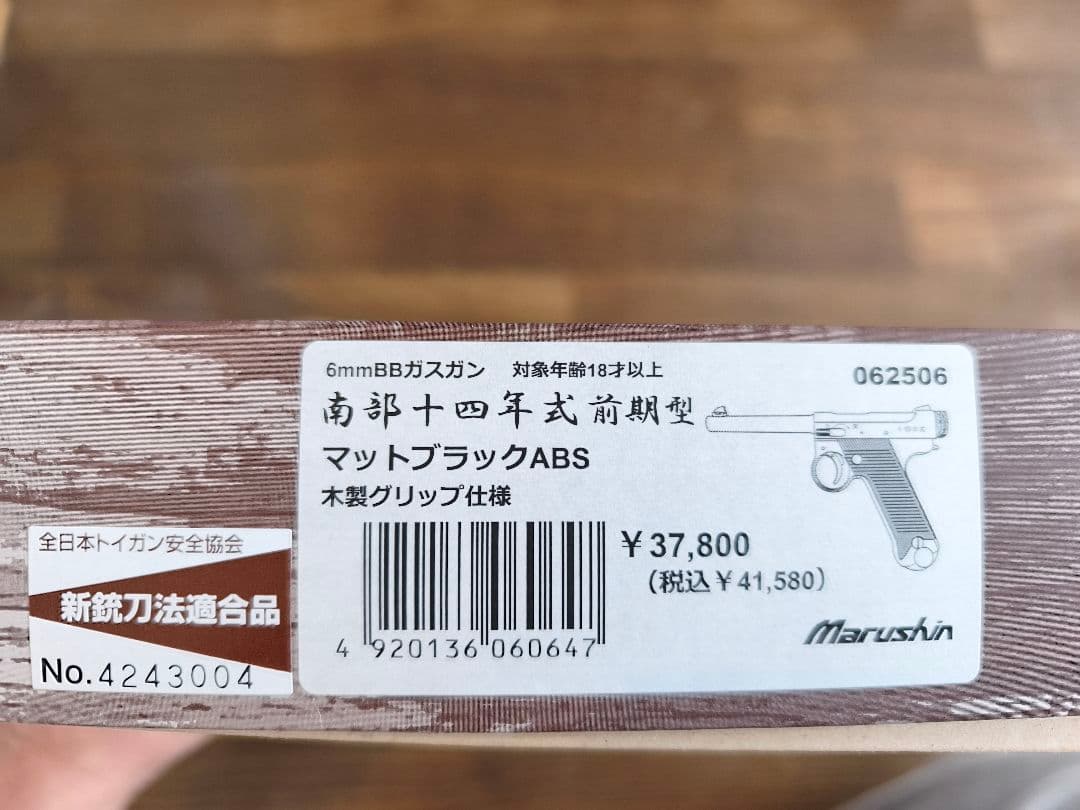 6mmBBガスガン 対象年齢18才以上
062506
南部十四年式 前期型
マットブラックABS
木製グリップ仕様
¥37,800
(税込¥41,580)
4 920136 060647
Marushin
全日本トイガン安全協会
新銃刀法適合品
No.4243004